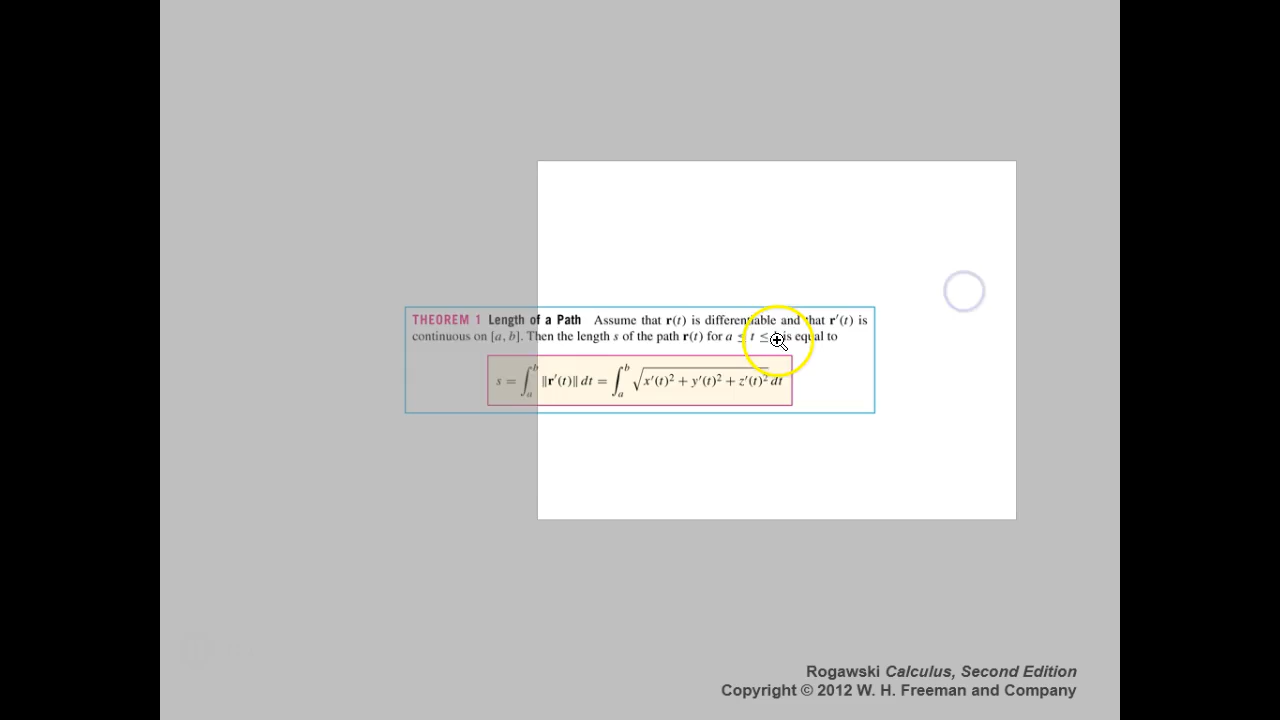 THEOREM 1 Length of a Path Assume that r(t) is differentiable and that r′(t) is
continuous on [a, b]. Then the length s of the path r(t) for a ≤ t ≤ is equal to
s = ∫_a^b ‖r′(t)‖ dt = ∫_a^b √(x′(t)² + y′(t)² + z′(t)²) dt
Rogawski Calculus, Second Edition
Copyright © 2012 W. H. Freeman and Company